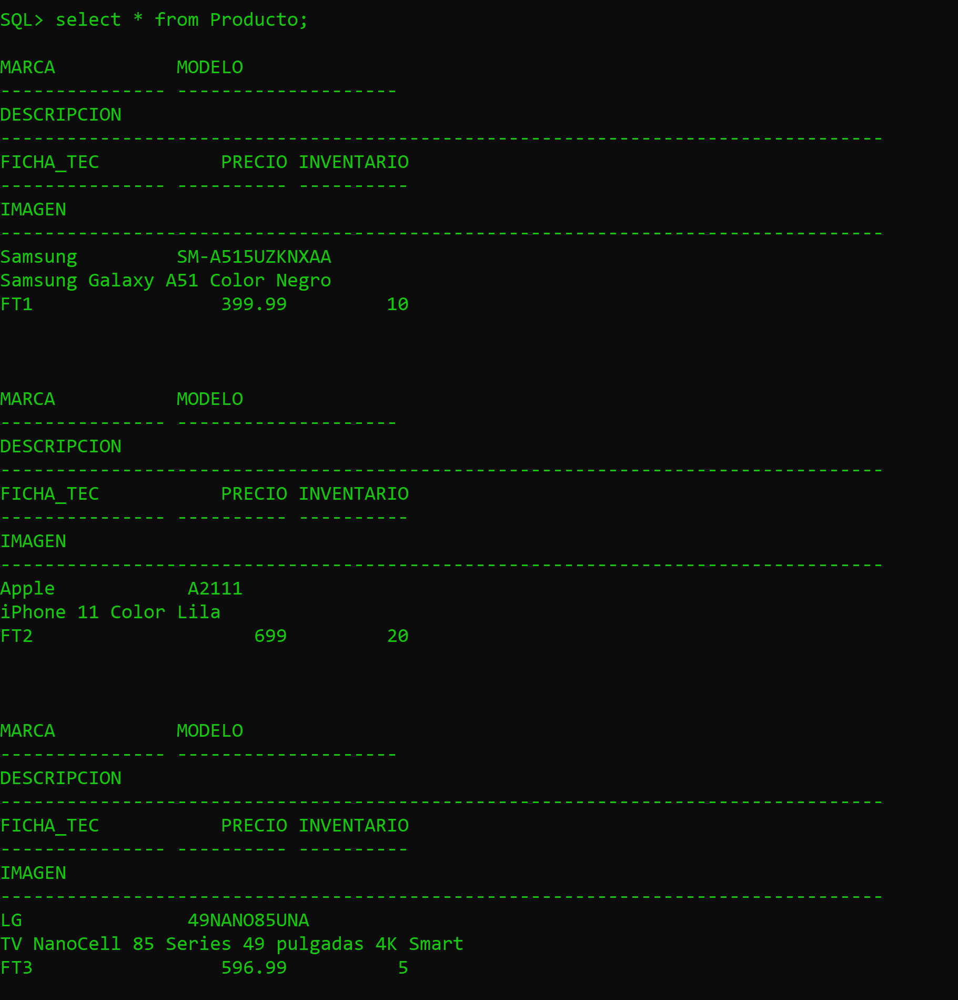 SQL> select * from Producto;
MARCA           MODELO
--------------- --------------------
DESCRIPCION
--------------------------------------------------------------------------------
FICHA_TEC           PRECIO INVENTARIO
--------------- ---------- ----------
IMAGEN
--------------------------------------------------------------------------------
Samsung         SM-A515UZKNXAA
Samsung Galaxy A51 Color Negro
FT1                 399.99         10
MARCA           MODELO
--------------- --------------------
DESCRIPCION
--------------------------------------------------------------------------------
FICHA_TEC           PRECIO INVENTARIO
--------------- ---------- ----------
IMAGEN
--------------------------------------------------------------------------------
Apple            A2111
iPhone 11 Color Lila
FT2                    699         20
MARCA           MODELO
--------------- --------------------
DESCRIPCION
--------------------------------------------------------------------------------
FICHA_TEC           PRECIO INVENTARIO
--------------- ---------- ----------
IMAGEN
--------------------------------------------------------------------------------
LG               49NANO85UNA
TV NanoCell 85 Series 49 pulgadas 4K Smart
FT3                 596.99          5